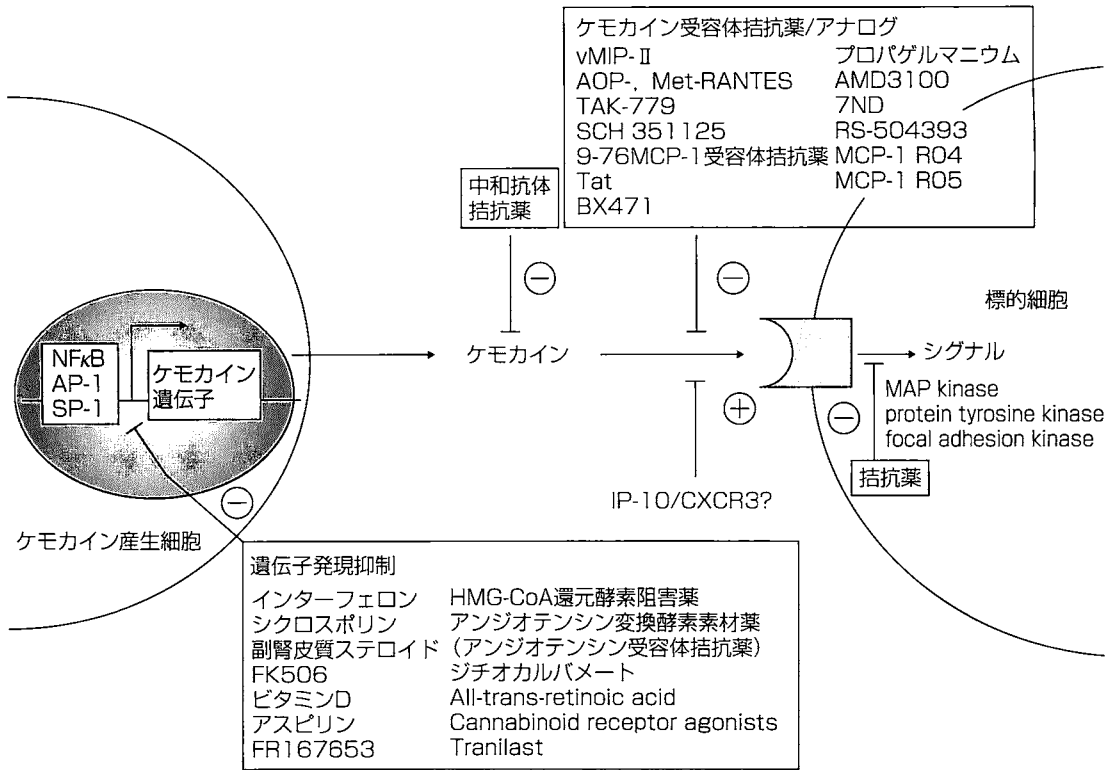 ケモカイン受容体拮抗薬/アナログ
vMIP-Ⅱ プロパゲルマニウム
AOP-, Met-RANTES AMD3100
TAK-779 7ND
SCH 351125 RS-504393
9-76MCP-1受容体拮抗薬 MCP-1 R04
Tat MCP-1 R05
BX471
中和抗体
拮抗薬
⊖
⊖
標的細胞
NFκB
AP-1
SP-1
ケモカイン
遺伝子
ケモカイン
シグナル
⊕
⊖
MAP kinase
protein tyrosine kinase
focal adhesion kinase
拮抗薬
IP-10/CXCR3?
⊖
ケモカイン産生細胞
遺伝子発現抑制
インターフェロン HMG-CoA還元酵素阻害薬
シクロスポリン アンジオテンシン変換酵素素材薬
副腎皮質ステロイド (アンジオテンシン受容体拮抗薬)
FK506 ジチオカルバメート
ビタミンD All-trans-retinoic acid
アスピリン Cannabinoid receptor agonists
FR167653 Tranilast